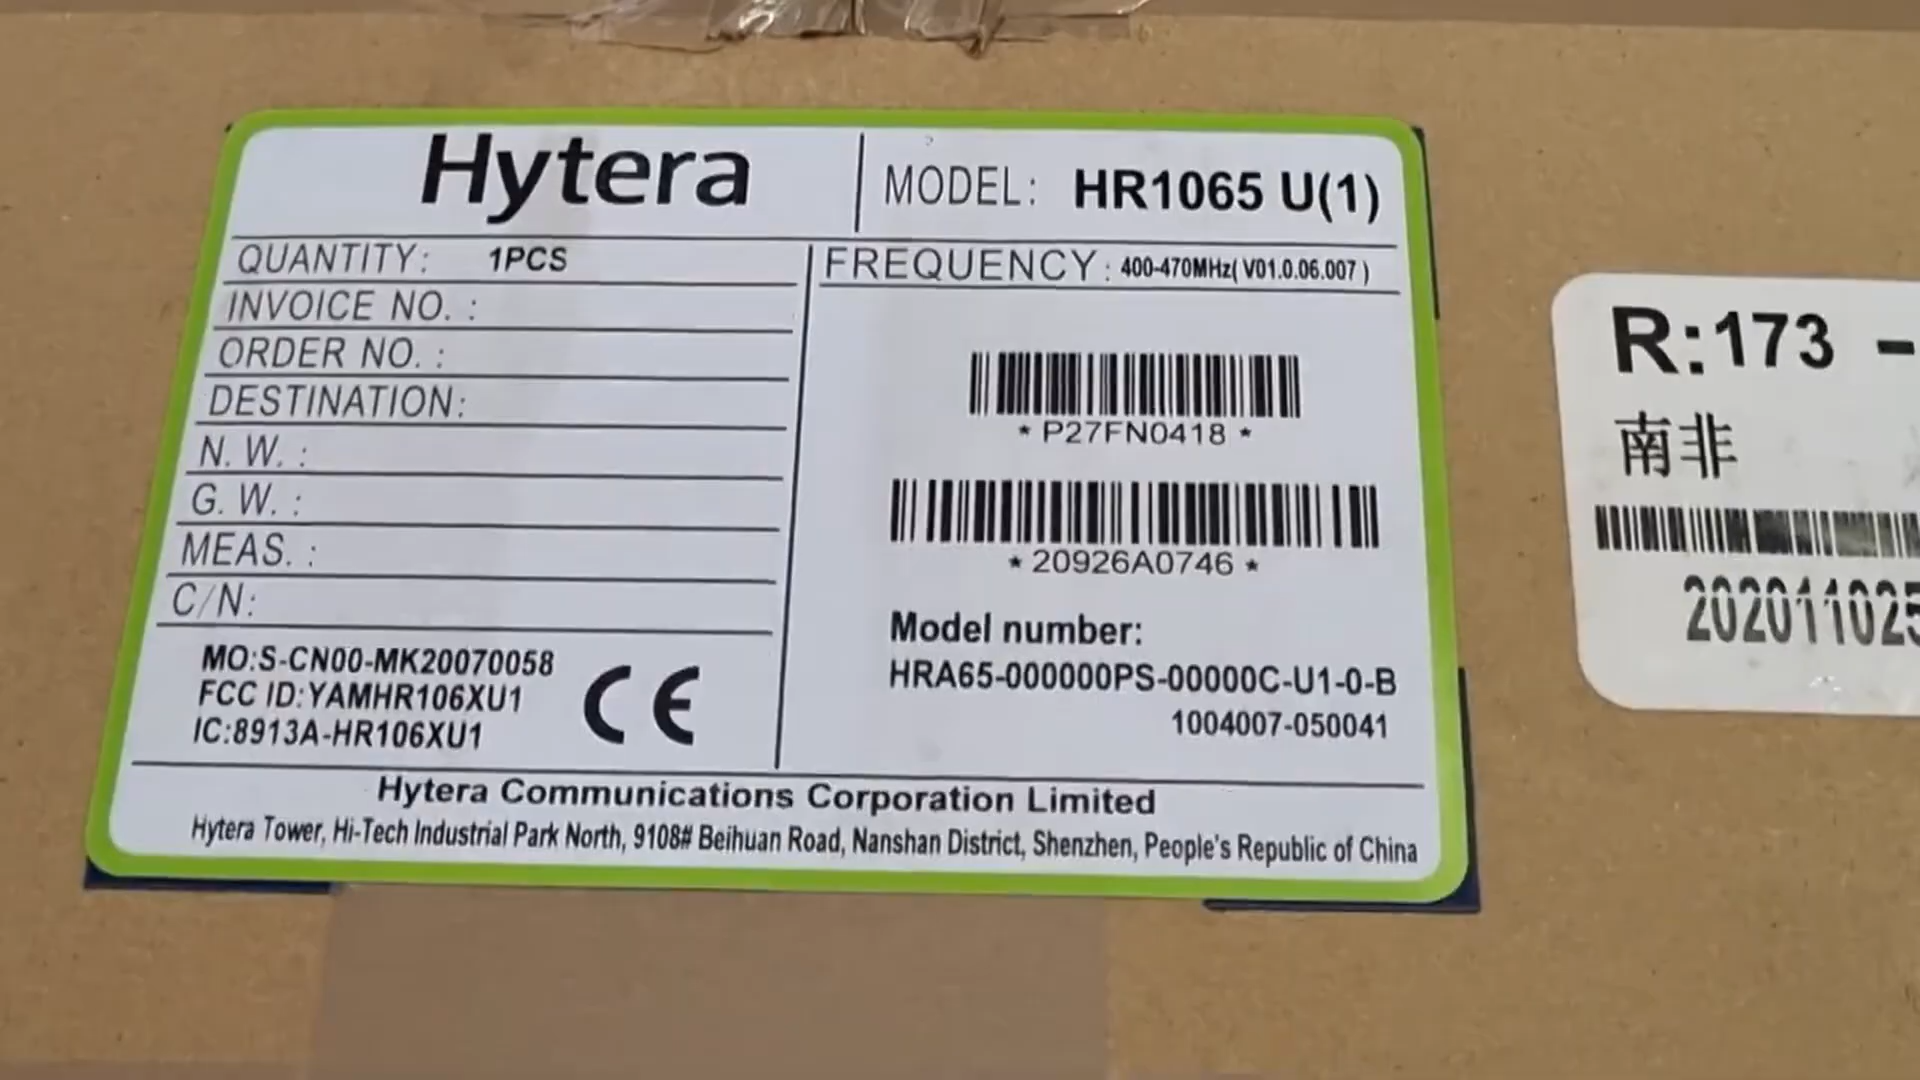 Hytera
MODEL: HR1065 U(1)
QUANTITY: 1PCS
FREQUENCY: 400-470MHz( V01.0.06.007 )
INVOICE NO. :
ORDER NO. :
DESTINATION:
N. W. :
G. W. :
MEAS. :
C/N:
* P27FN0418 *
* 20926A0746 *
Model number:
HRA65-000000PS-00000C-U1-0-B
1004007-050041
MO:S-CN00-MK20070058
FCC ID:YAMHR106XU1
IC:8913A-HR106XU1
CE
Hytera Communications Corporation Limited
Hytera Tower, Hi-Tech Industrial Park North, 9108# Beihuan Road, Nanshan District, Shenzhen, People's Republic of China
R:173 -
南非
202011025